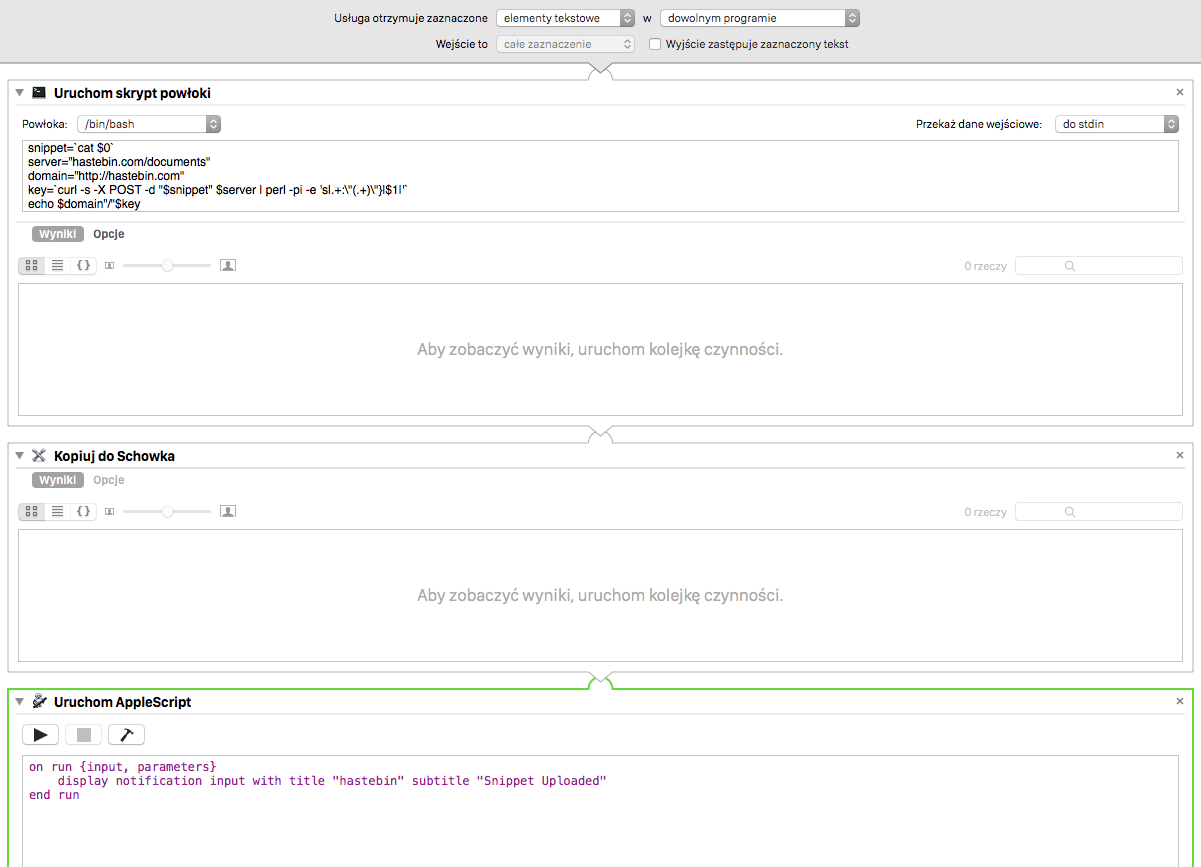 Usługa otrzymuje zaznaczone elementy tekstowe w dowolnym programie
Wejście to całe zaznaczenie Wyjście zastępuje zaznaczony tekst
Uruchom skrypt powłoki
Powłoka: /bin/bash Przekaż dane wejściowe: do stdin
snippet=`cat $0`
server="hastebin.com/documents"
domain="http://hastebin.com"
key=`curl -s -X POST -d "$snippet" $server | perl -pi -e 's|.+:\"(.+)\"}|$1|'`
echo $domain"/"$key
Wyniki Opcje
0 rzeczy
Aby zobaczyć wyniki, uruchom kolejkę czynności.
Kopiuj do Schowka
Wyniki Opcje
0 rzeczy
Aby zobaczyć wyniki, uruchom kolejkę czynności.
Uruchom AppleScript
on run {input, parameters}
display notification input with title "hastebin" subtitle "Snippet Uploaded"
end run